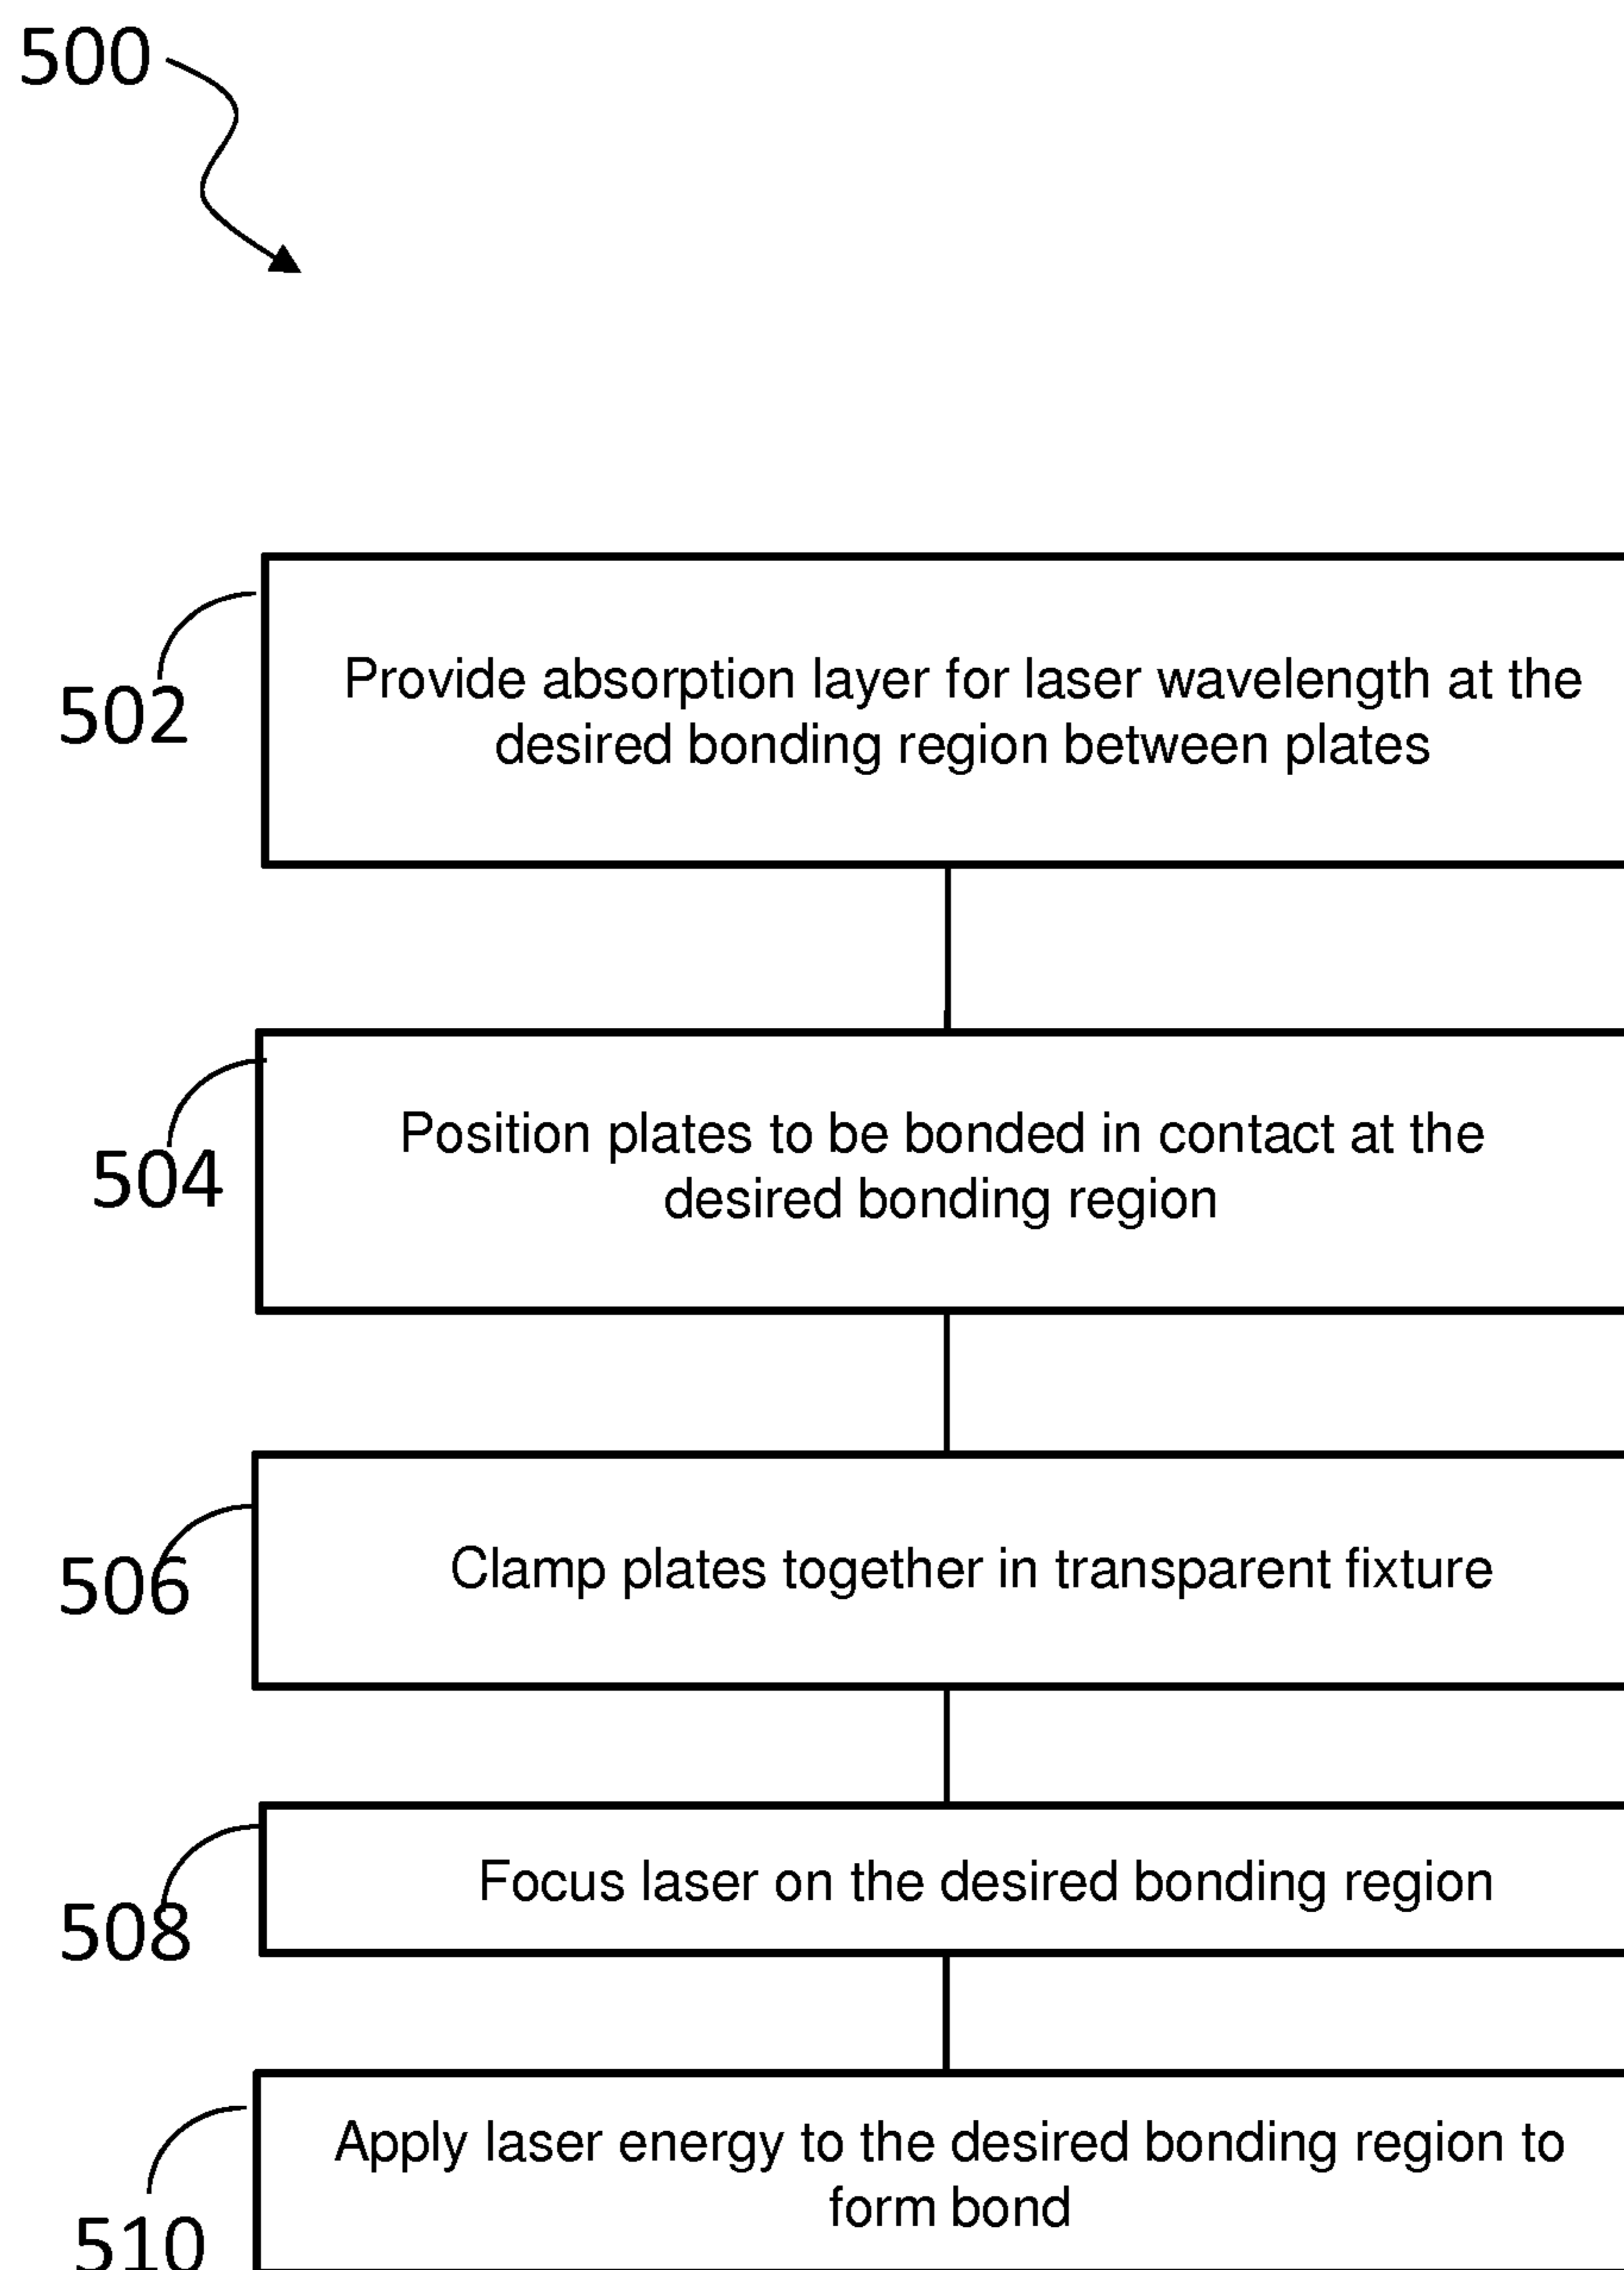 500
502
Provide absorption layer for laser wavelength at the
desired bonding region between plates
504
Position plates to be bonded in contact at the
desired bonding region
506
Clamp plates together in transparent fixture
508
Focus laser on the desired bonding region
510
Apply laser energy to the desired bonding region to
form bond